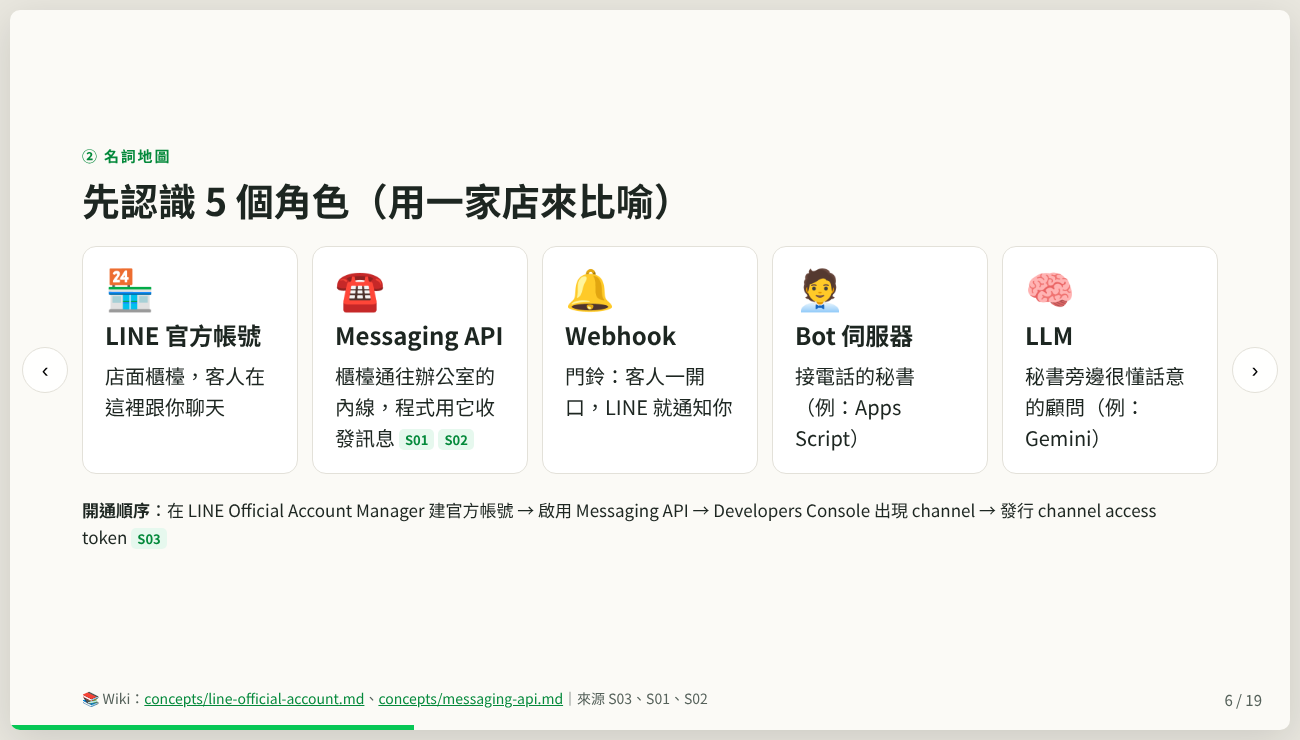 ② 名詞地圖
先認識 5 個角色（用一家店來比喻）
24
LINE 官方帳號
店面櫃檯，客人在
這裡跟你聊天
Messaging API
櫃檯通往辦公室的
內線，程式用它收
發訊息 S01 S02
Webhook
門鈴：客人一開
口，LINE 就通知你
Bot 伺服器
接電話的秘書
（例：Apps
Script）
LLM
秘書旁邊很懂話意
的顧問（例：
Gemini）
‹
›
開通順序：在 LINE Official Account Manager 建官方帳號 → 啟用 Messaging API → Developers Console 出現 channel → 發行 channel access
token S03
📚 Wiki：concepts/line-official-account.md、concepts/messaging-api.md｜來源 S03、S01、S02
6 / 19